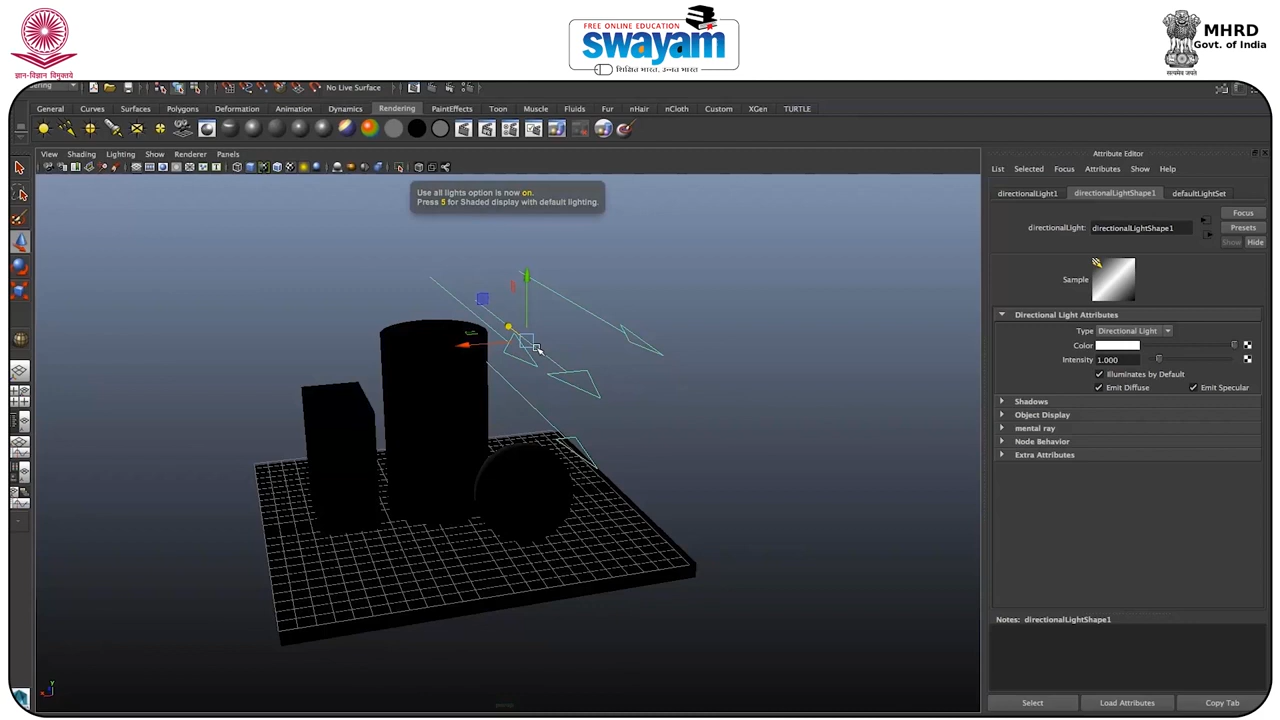 ज्ञान-विज्ञान विमुक्तये
FREE ONLINE EDUCATION
swayam
शिक्षित भारत, उन्नत भारत
MHRD
Govt. of India
No Live Surface
General Curves Surfaces Polygons Deformation Animation Dynamics Rendering PaintEffects Toon Muscle Fluids Fur nHair nCloth Custom XGen TURTLE
View Shading Lighting Show Renderer Panels
Use all lights option is now on.
Press 5 for Shaded display with default lighting.
Attribute Editor
List Selected Focus Attributes Show Help
directionalLight1 directionalLightShape1 defaultLightSet
directionalLight: directionalLightShape1
Focus
Presets
Show Hide
Sample
Directional Light Attributes
Type Directional Light
Color
Intensity 1.000
Illuminates by Default
Emit Diffuse Emit Specular
Shadows
Object Display
mental ray
Node Behavior
Extra Attributes
Notes: directionalLightShape1
Select Load Attributes Copy Tab